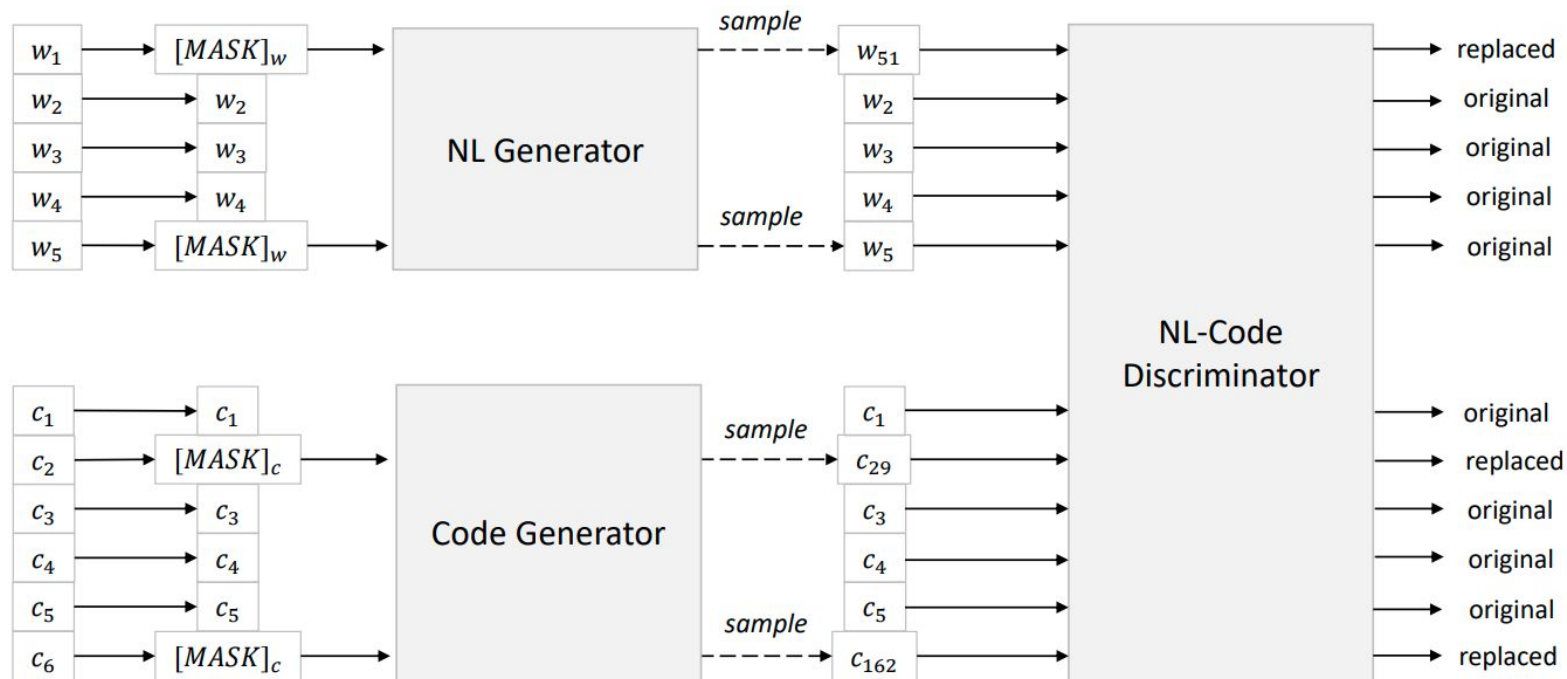 sample
w₁ [MASK]w w₅₁ replaced
w₂ w₂ w₂ original
w₃ w₃ NL Generator w₃ original
w₄ w₄ w₄ original
sample
w₅ [MASK]w w₅ original
NL-Code
Discriminator
c₁ c₁ c₁ original
sample
c₂ [MASK]c c₂₉ replaced
c₃ c₃ c₃ original
Code Generator
c₄ c₄ c₄ original
c₅ c₅ c₅ original
sample
c₆ [MASK]c c₁₆₂ replaced